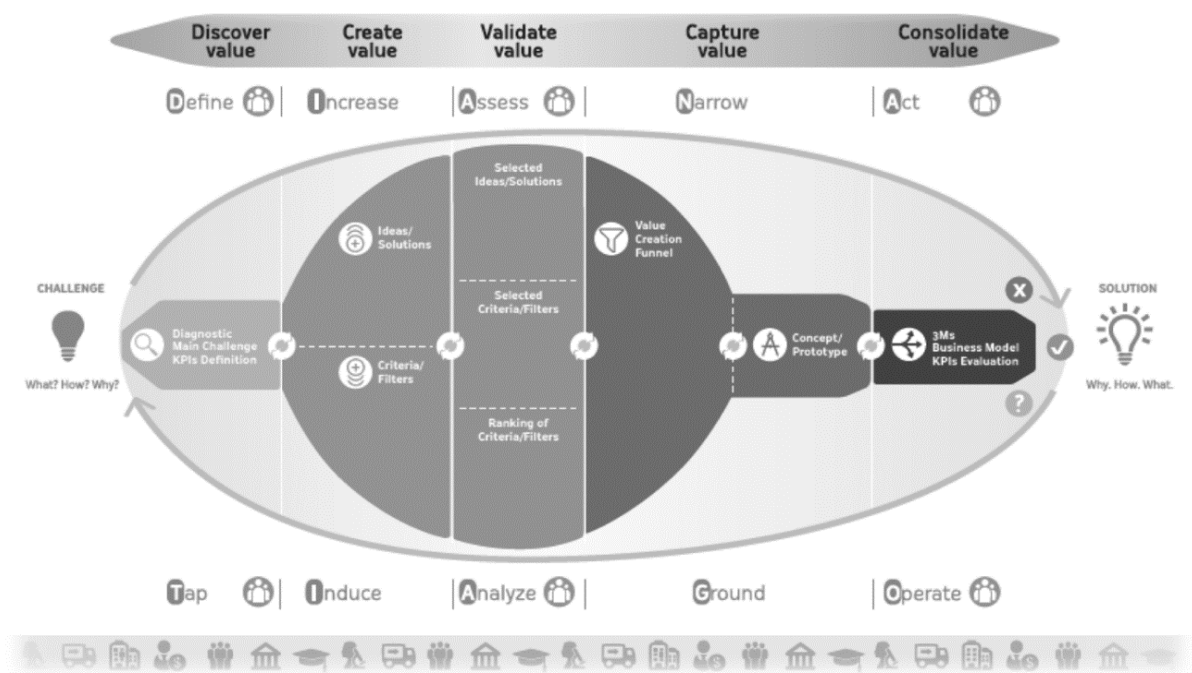 Discover
value
Create
value
Validate
value
Capture
value
Consolidate
value
Define
Increase
Assess
Narrow
Act
Selected
Ideas/Solutions
Ideas/
Solutions
Value
Creation
Funnel
CHALLENGE
What? How? Why?
Diagnostic
Main Challenge
KPIs Definition
Selected
Criteria/Filters
Criteria/
Filters
Ranking of
Criteria/Filters
Concept/
Prototype
X
3Ms
Business Model
KPIs Evaluation
?
SOLUTION
Why. How. What.
Tap
Induce
Analyze
Ground
Operate